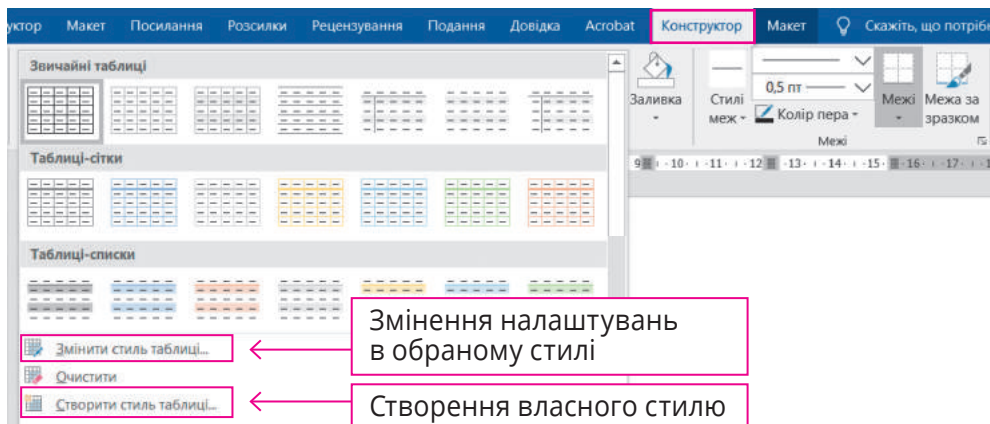 уктор Макет Посилання Розсилки Рецензування Подання Довідка Acrobat Конструктор Макет Скажіть, що потрібн
Звичайні таблиці
Таблиці-сітки
Таблиці-списки
Змінити стиль таблиці...
Очистити
Створити стиль таблиці...
Заливка
Стилі
меж
0,5 пт
Колір пера
Межі
Межа за
зразком
Межі
9 10 11 12 13 14 15 16 17
Змінення налаштувань
в обраному стилі
Створення власного стилю